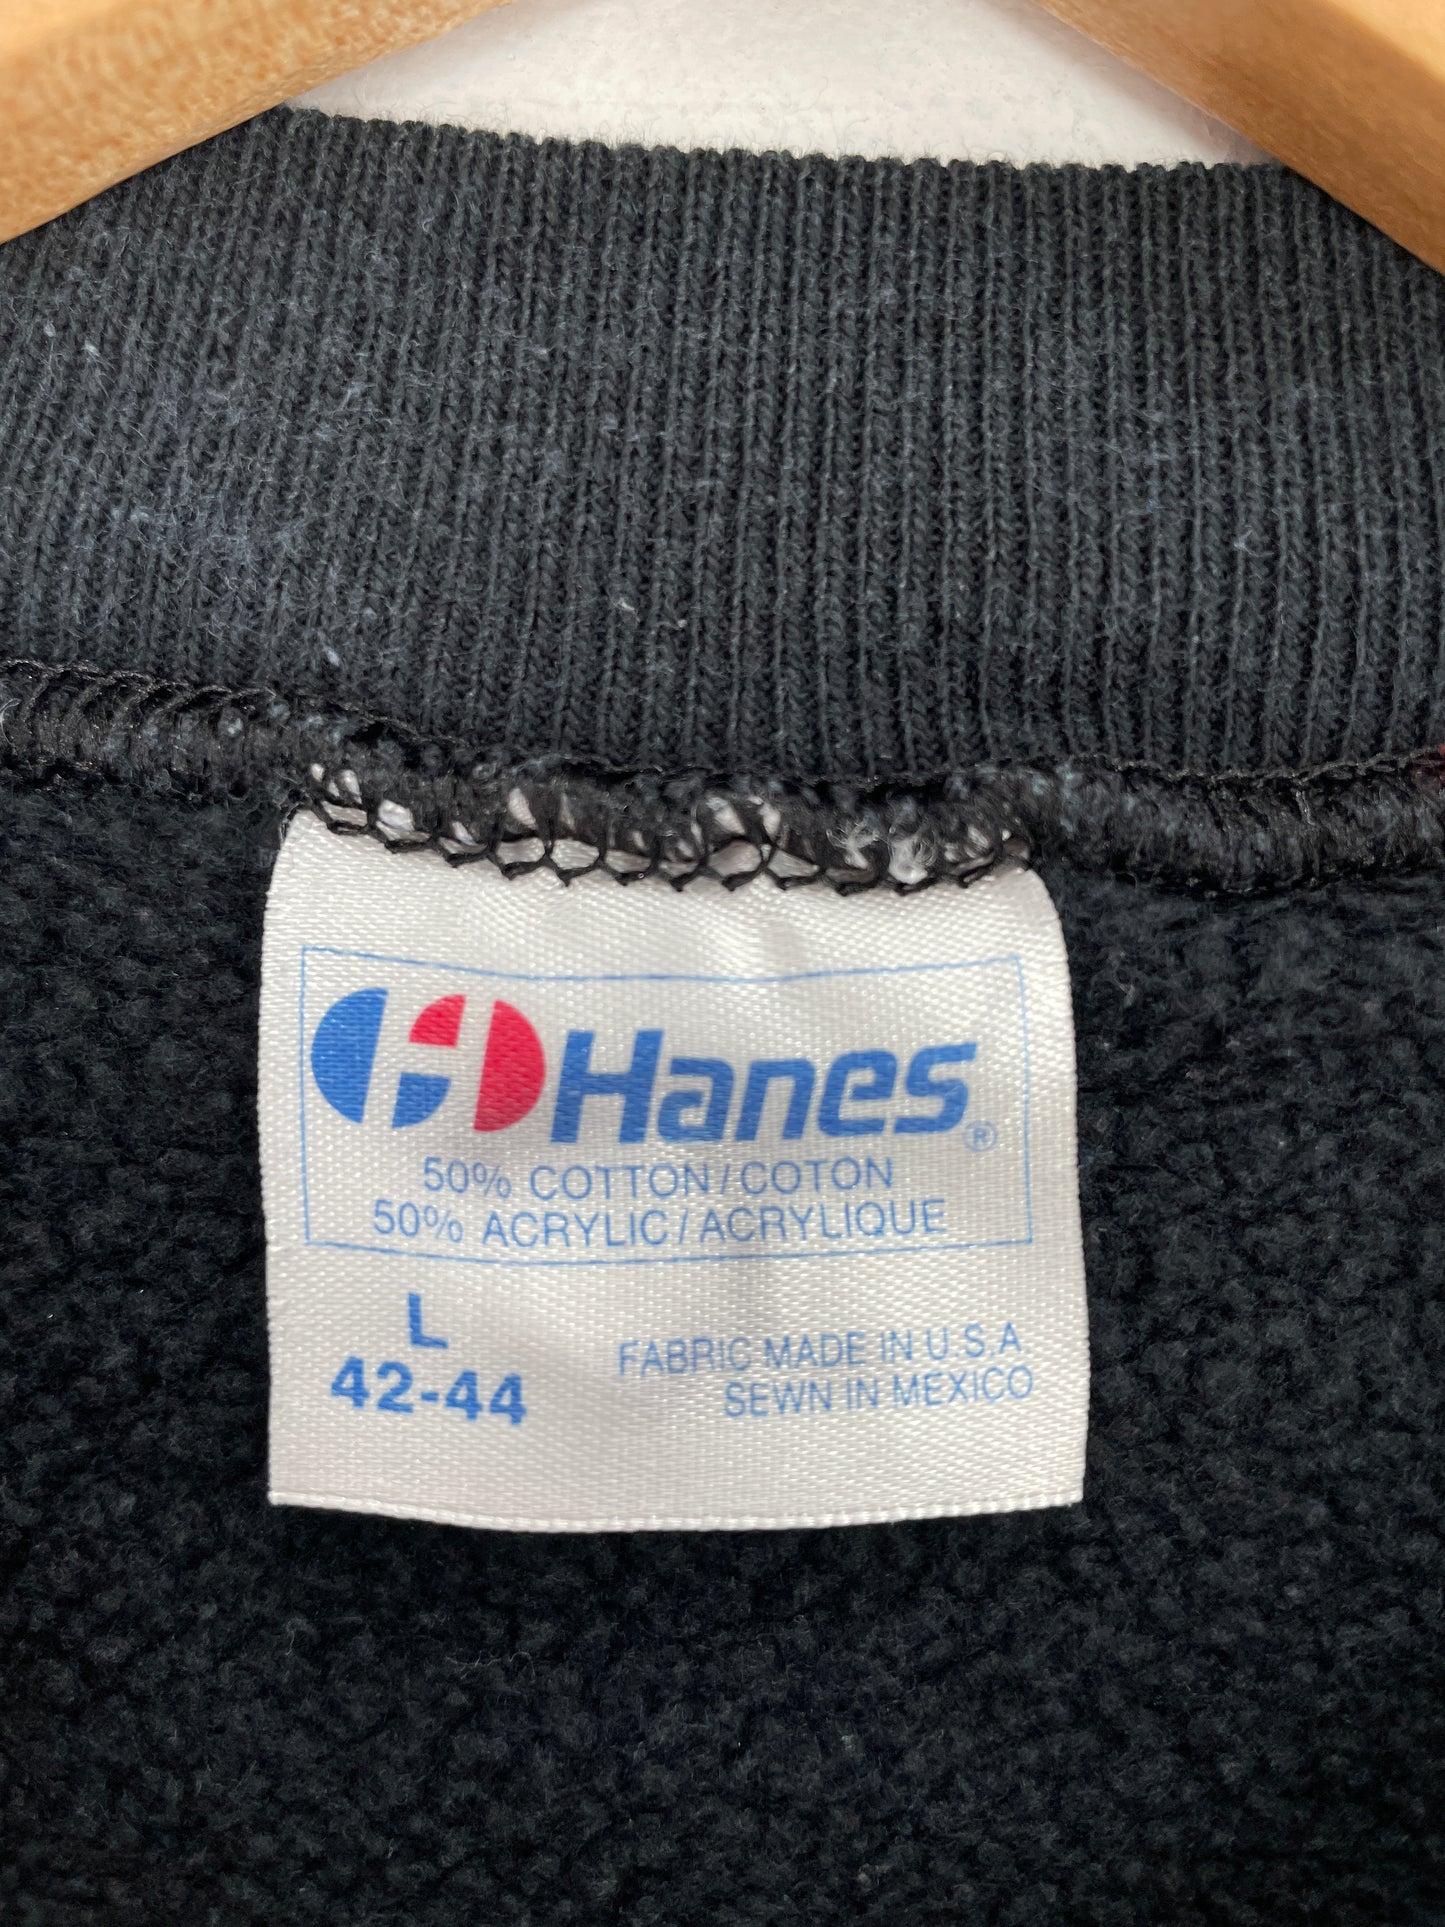 Hanes®
50% COTTON/COTON
50% ACRYLIC/ACRYLIQUE
L
42-44
FABRIC MADE IN U.S.A
SEWN IN MEXICO